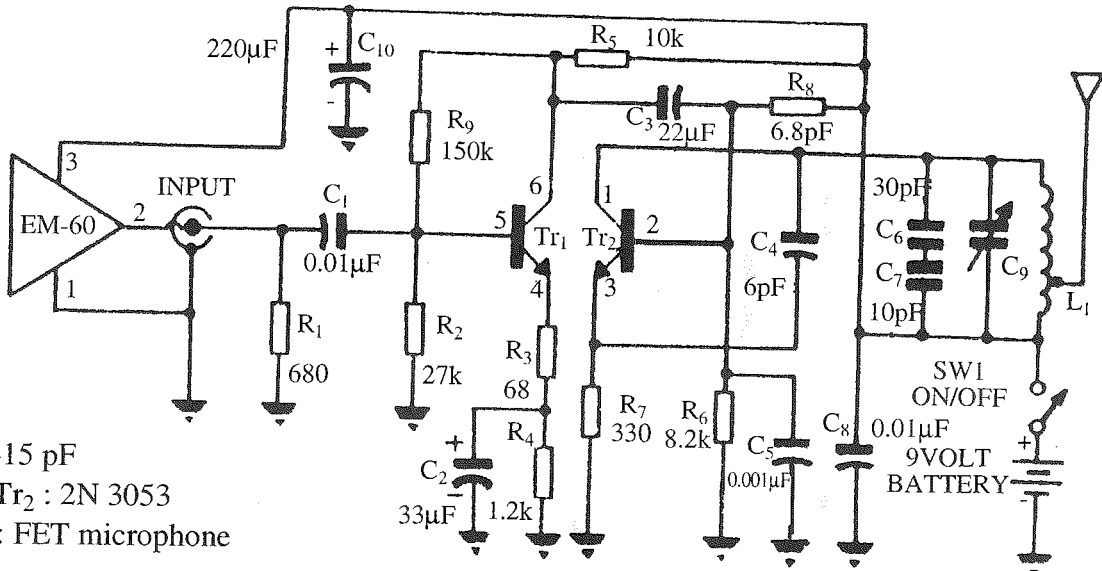 220µF
+
C10
-
R5
10k
R8
6.8pF
C3
22µF
R9
150k
3
EM-60
2
1
INPUT
C1
0.01µF
R1
680
R2
27k
5
6
Tr1
4
1
Tr2
2
3
R3
68
R4
1.2k
+
C2
-
33µF
R7
330
R6
8.2k
C4
6pF
C5
0.001µF
30pF
C6
C7
10pF
C9
L1
C8
0.01µF
SW1
ON/OFF
9VOLT
BATTERY
+
-
-15 pF
Tr2 : 2N 3053
: FET microphone